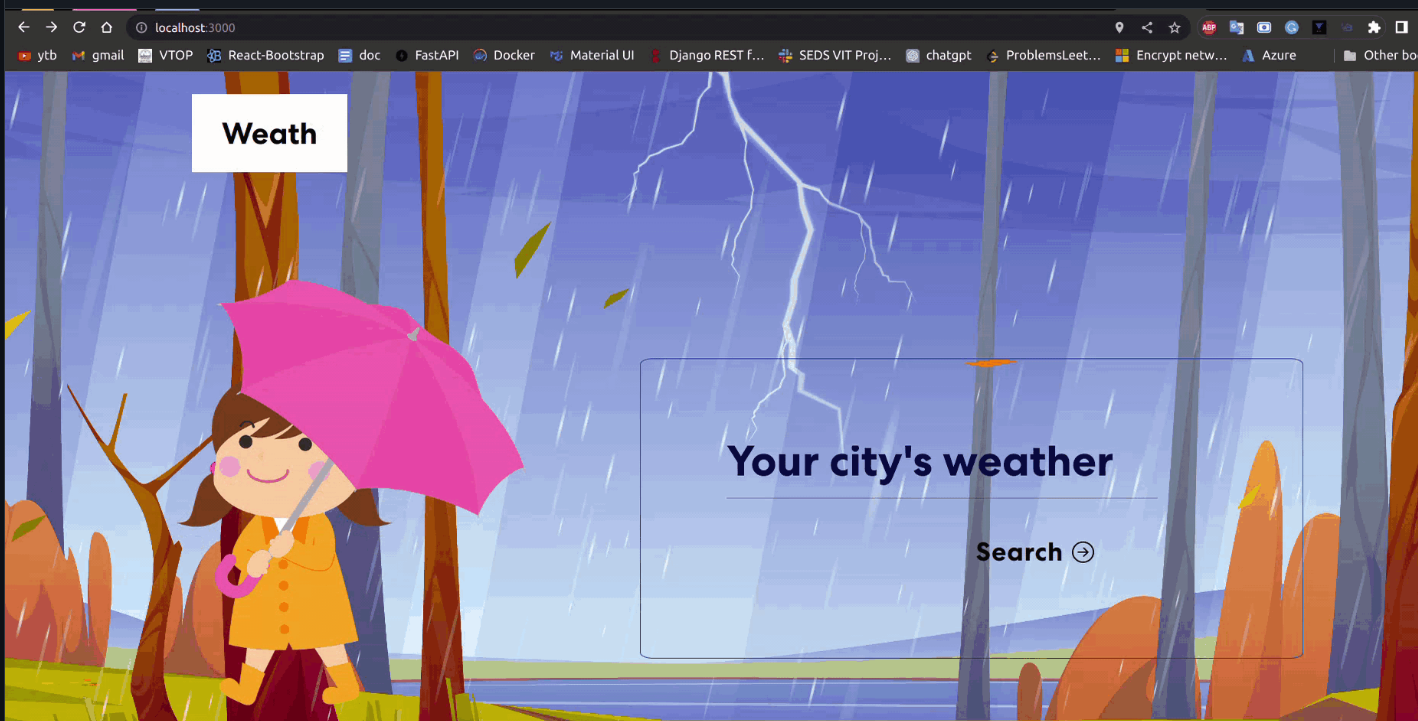 localhost:3000
ytb gmail VTOP React-Bootstrap doc FastAPI Docker Material UI Django REST f... SEDS VIT Proj... chatgpt ProblemsLeet... Encrypt netw... Azure Other bo
Weath
Your city's weather
Search